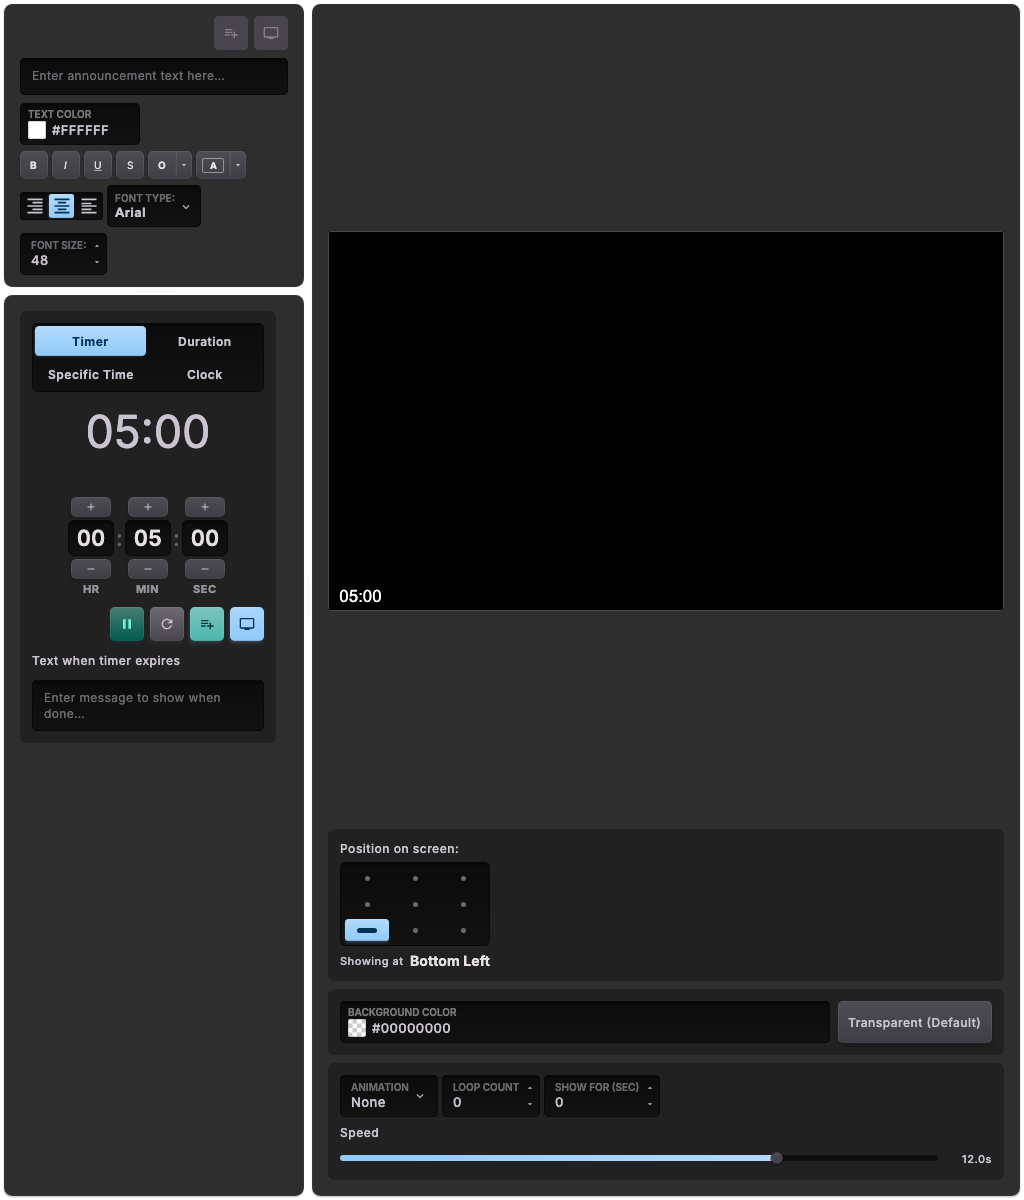 Enter announcement text here...
TEXT COLOR
#FFFFFF
B I U S O A
FONT TYPE:
Arial
FONT SIZE:
48
Timer Duration
Specific Time Clock
05:00
+ + +
00 : 05 : 00
− − −
HR MIN SEC
Text when timer expires
Enter message to show when
done...
05:00
Position on screen:
Showing at Bottom Left
BACKGROUND COLOR
#00000000
Transparent (Default)
ANIMATION LOOP COUNT SHOW FOR (SEC)
None 0 0
Speed
12.0s